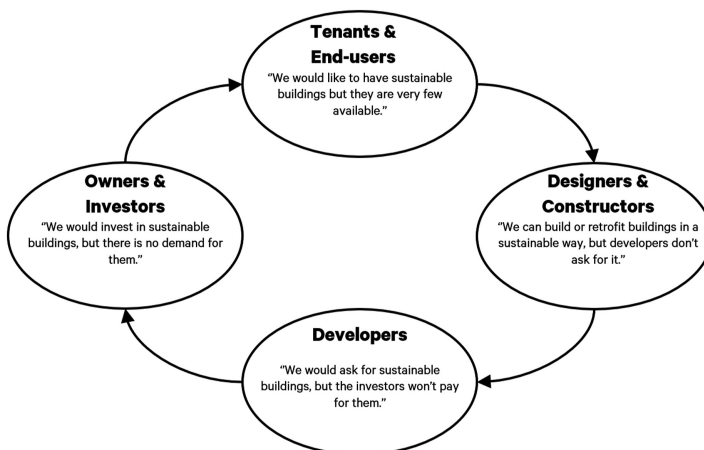 Tenants &
End-users
“We would like to have sustainable
buildings but they are very few
available.”
Owners &
Investors
“We would invest in sustainable
buildings, but there is no demand for
them.”
Designers &
Constructors
“We can build or retrofit buildings in a
sustainable way, but developers don’t
ask for it.”
Developers
“We would ask for sustainable
buildings, but the investors won’t pay
for them.”